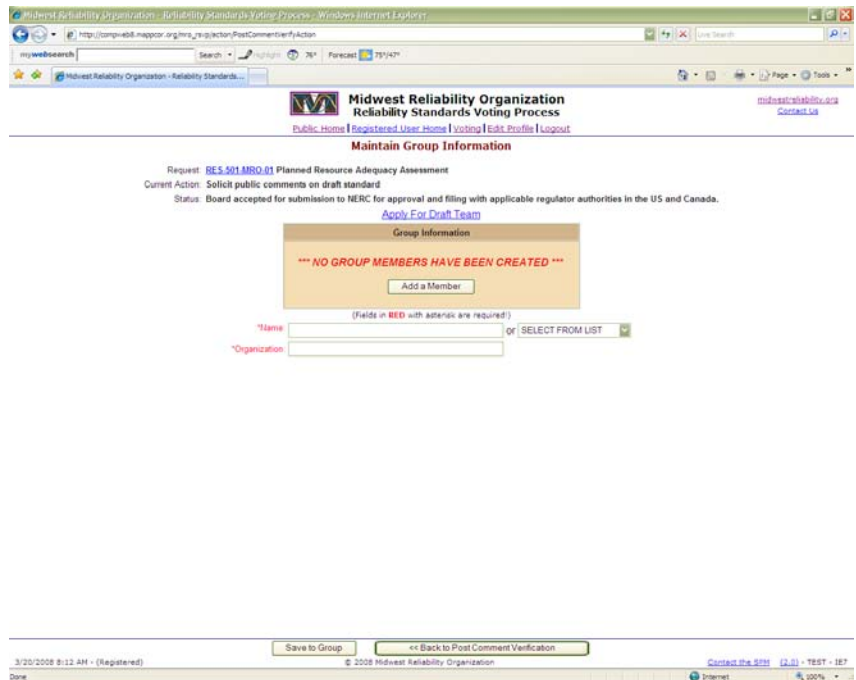 Midwest Reliability Organization - Reliability Standards Voting Process - Windows Internet Explorer
http://compweb8.mappcor.org/mro_rsvp/action/PostCommentVerifyAction
Live Search
mywebsearch Search 76° Forecast 75°/47°
Midwest Reliability Organization - Reliability Standards... Page Tools
Midwest Reliability Organization
Reliability Standards Voting Process
midwestreliability.org
Contact Us
Public Home | Registered User Home | Voting | Edit Profile | Logout
Maintain Group Information
Request: RES-501-MRO-01 Planned Resource Adequacy Assessment
Current Action: Solicit public comments on draft standard
Status: Board accepted for submission to NERC for approval and filing with applicable regulator authorities in the US and Canada.
Apply For Draft Team
Group Information
*** NO GROUP MEMBERS HAVE BEEN CREATED ***
Add a Member
(Fields in RED with asterisk are required!)
*Name or SELECT FROM LIST
*Organization
Save to Group << Back to Post Comment Verification
3/20/2008 8:12 AM - (Registered) © 2008 Midwest Reliability Organization Contact the SPM (2.0) - TEST - IE7
Done Internet 100%